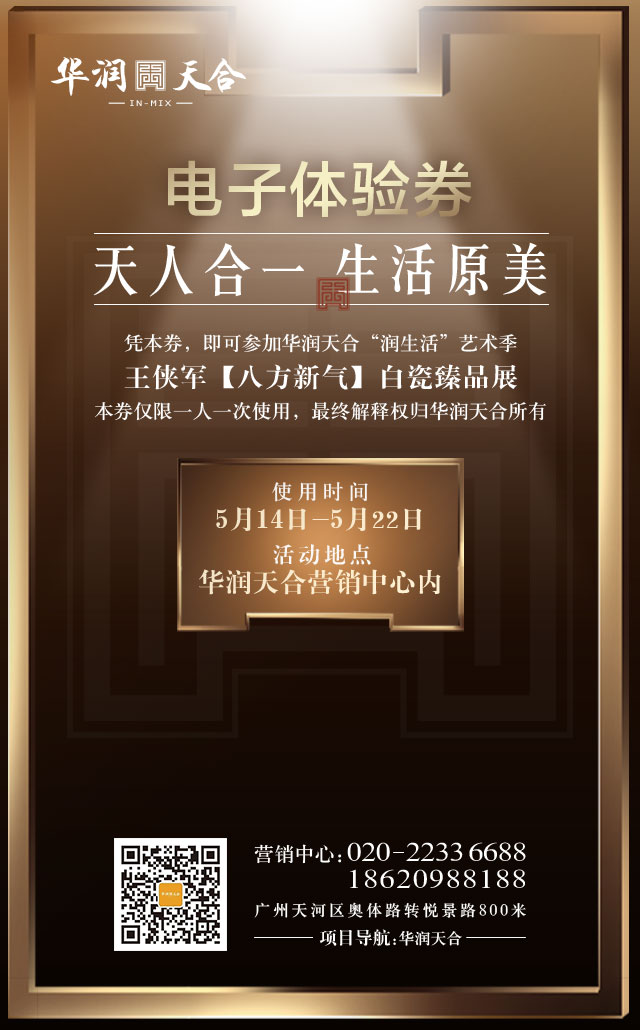 华润 天合
IN-MIX
电子体验券
天人合一 生活原美
凭本券，即可参加华润天合“润生活”艺术季
王侠军【八方新气】白瓷臻品展
本券仅限一人一次使用，最终解释权归华润天合所有
使用时间
5月14日—5月22日
活动地点
华润天合营销中心内
营销中心：020-2233 6688
18620988188
广州天河区奥体路转悦景路800米
项目导航：华润天合